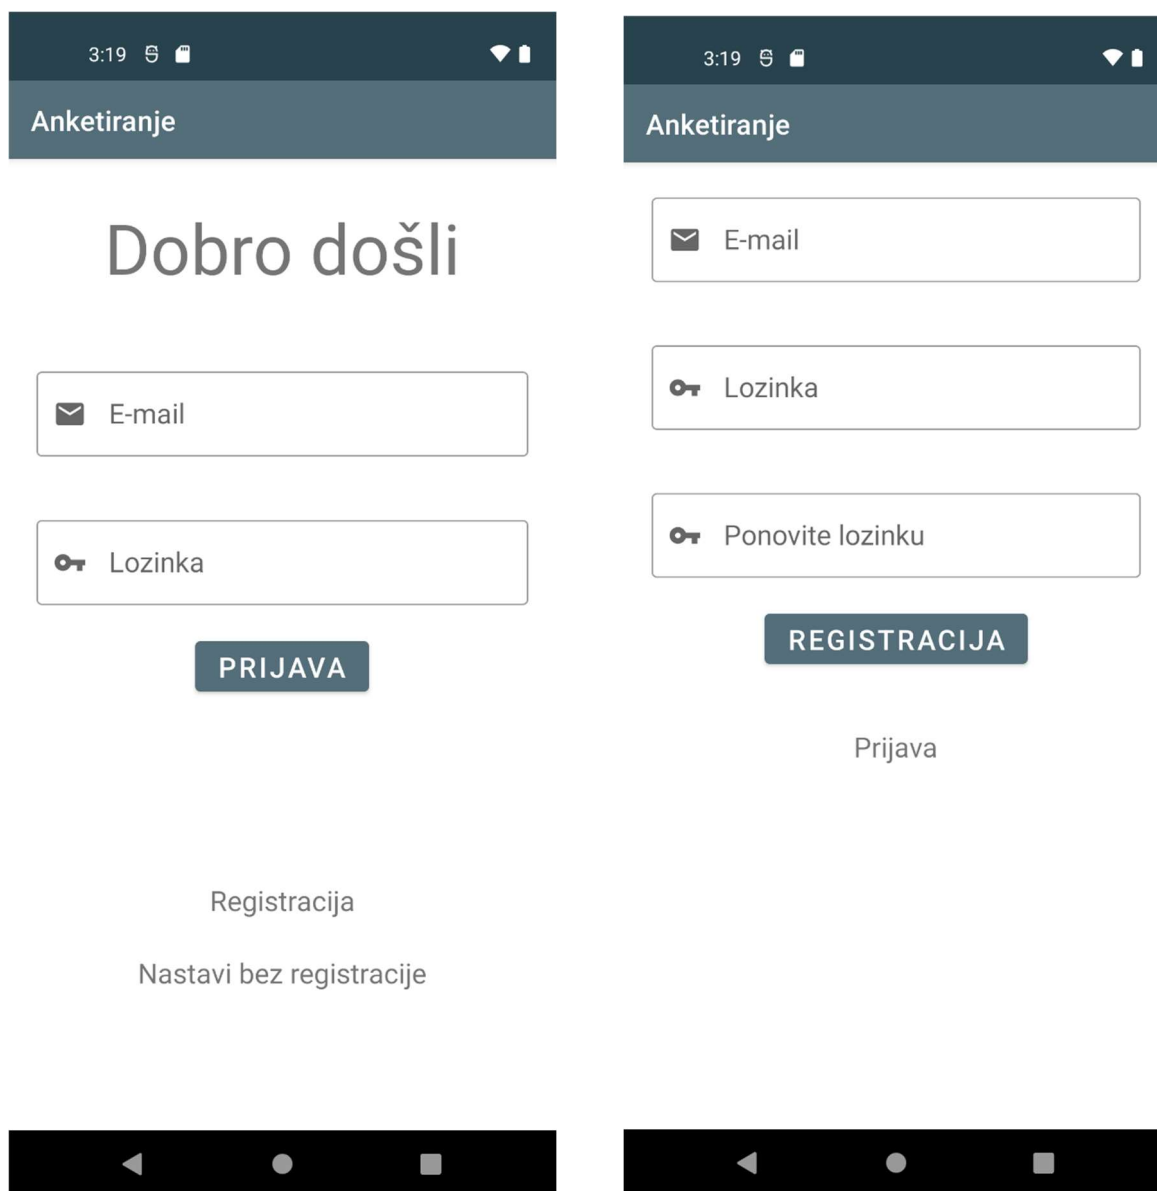 3:19
Anketiranje
Dobro došli
E-mail
Lozinka
PRIJAVA
Registracija
Nastavi bez registracije
3:19
Anketiranje
E-mail
Lozinka
Ponovite lozinku
REGISTRACIJA
Prijava